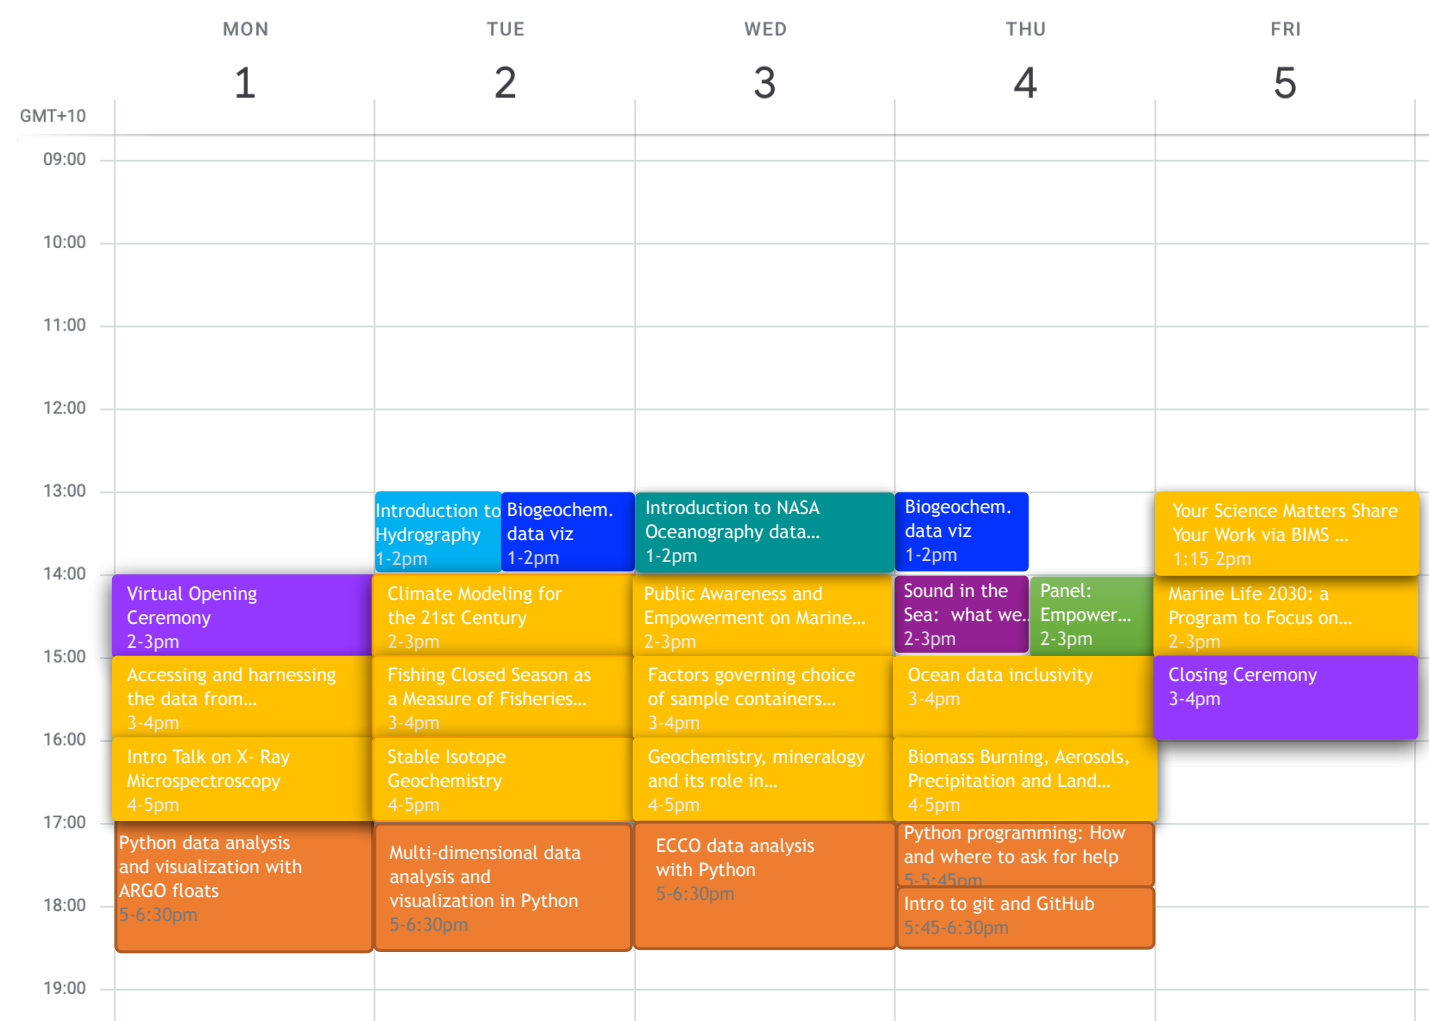 MON
TUE
WED
THU
FRI
1
2
3
4
5
GMT+10
09:00
10:00
11:00
12:00
13:00
Introduction to
Hydrography
1-2pm
Biogeochem.
data viz
1-2pm
Introduction to NASA
Oceanography data...
1-2pm
Biogeochem.
data viz
1-2pm
Your Science Matters Share
Your Work via BIMS ...
1:15-2pm
14:00
Virtual Opening
Ceremony
2-3pm
Climate Modeling for
the 21st Century
2-3pm
Public Awareness and
Empowerment on Marine...
2-3pm
Sound in the
Sea: what we...
2-3pm
Panel:
Empower...
2-3pm
Marine Life 2030: a
Program to Focus on...
2-3pm
15:00
Accessing and harnessing
the data from...
3-4pm
Fishing Closed Season as
a Measure of Fisheries...
3-4pm
Factors governing choice
of sample containers...
3-4pm
Ocean data inclusivity
3-4pm
Closing Ceremony
3-4pm
16:00
Intro Talk on X- Ray
Microspectroscopy
4-5pm
Stable Isotope
Geochemistry
4-5pm
Geochemistry, mineralogy
and its role in...
4-5pm
Biomass Burning, Aerosols,
Precipitation and Land...
4-5pm
17:00
Python data analysis
and visualization with
ARGO floats
5-6:30pm
Multi-dimensional data
analysis and
visualization in Python
5-6:30pm
ECCO data analysis
with Python
5-6:30pm
Python programming: How
and where to ask for help
5-5:45pm
18:00
Intro to git and GitHub
5:45-6:30pm
19:00